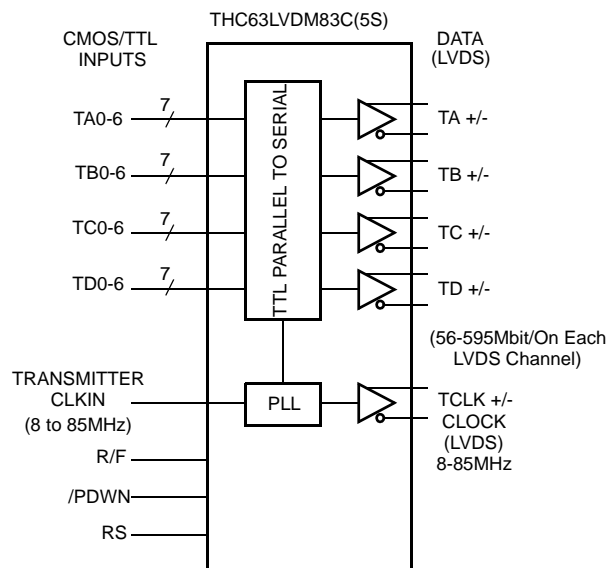 THC63LVDM83C(5S)
CMOS/TTL
INPUTS
DATA
(LVDS)
TTL PARALLEL TO SERIAL
TA0-6
7
TA +/-
TB0-6
7
TB +/-
TC0-6
7
TC +/-
TD0-6
7
TD +/-
(56-595Mbit/On Each
LVDS Channel)
TRANSMITTER
CLKIN
(8 to 85MHz)
PLL
TCLK +/-
CLOCK
(LVDS)
8-85MHz
R/F
/PDWN
RS